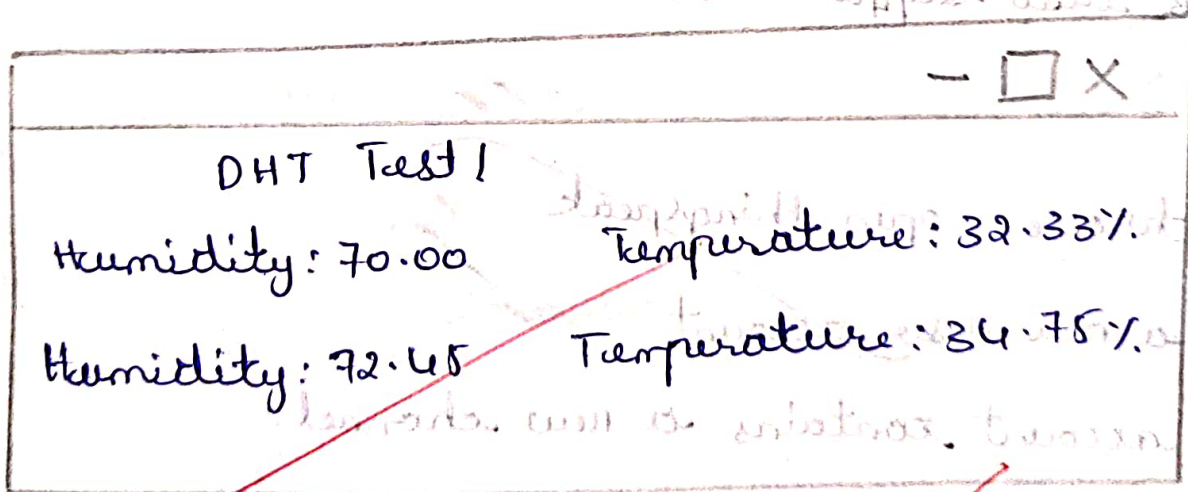 DHT Test!
Humidity: 70.00 Temperature: 32.33%
Humidity: 72.45 Temperature: 34.75%